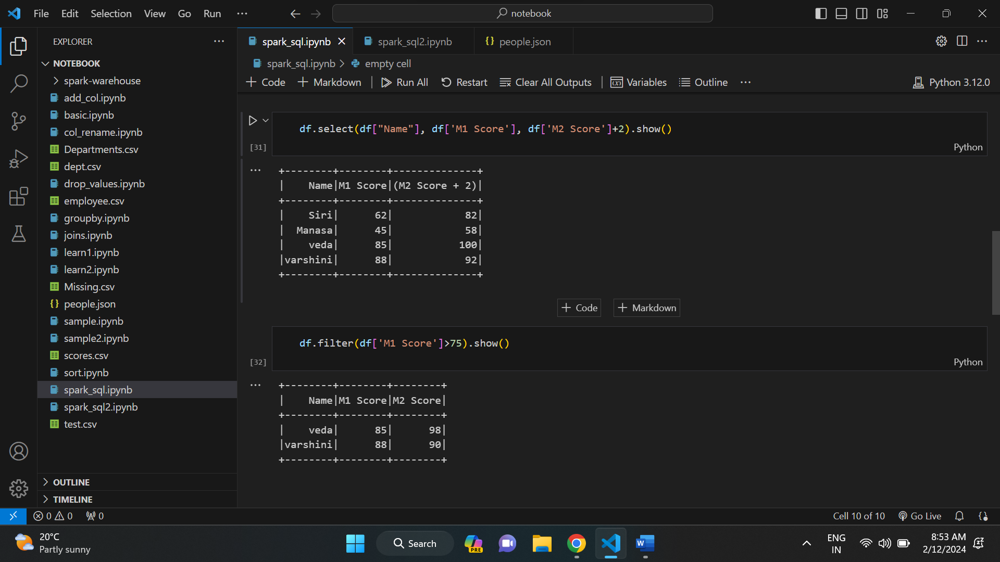 File Edit Selection View Go Run ···
notebook
EXPLORER ···
NOTEBOOK
spark-warehouse
add_col.ipynb
basic.ipynb
col_rename.ipynb
Departments.csv
dept.csv
drop_values.ipynb
employee.csv
groupby.ipynb
joins.ipynb
learn1.ipynb
learn2.ipynb
Missing.csv
people.json
sample.ipynb
sample2.ipynb
scores.csv
sort.ipynb
spark_sql.ipynb
spark_sql2.ipynb
test.csv
OUTLINE
TIMELINE
spark_sql.ipynb spark_sql2.ipynb {} people.json
spark_sql.ipynb > empty cell
+ Code + Markdown | Run All Restart Clear All Outputs | Variables Outline ··· Python 3.12.0
df.select(df["Name"], df['M1 Score'], df['M2 Score']+2).show()
[31] Python
+--------+--------+--------------+
|    Name|M1 Score|(M2 Score + 2)|
+--------+--------+--------------+
|    Siri|      62|            82|
|  Manasa|      45|            58|
|    veda|      85|           100|
|varshini|      88|            92|
+--------+--------+--------------+
+ Code + Markdown
df.filter(df['M1 Score']>75).show()
[32] Python
+--------+--------+--------+
|    Name|M1 Score|M2 Score|
+--------+--------+--------+
|    veda|      85|      98|
|varshini|      88|      90|
+--------+--------+--------+
0 0 0 Cell 10 of 10 Go Live
20°C
Partly sunny
Search
PRE
W
ENG
IN
8:53 AM
2/12/2024